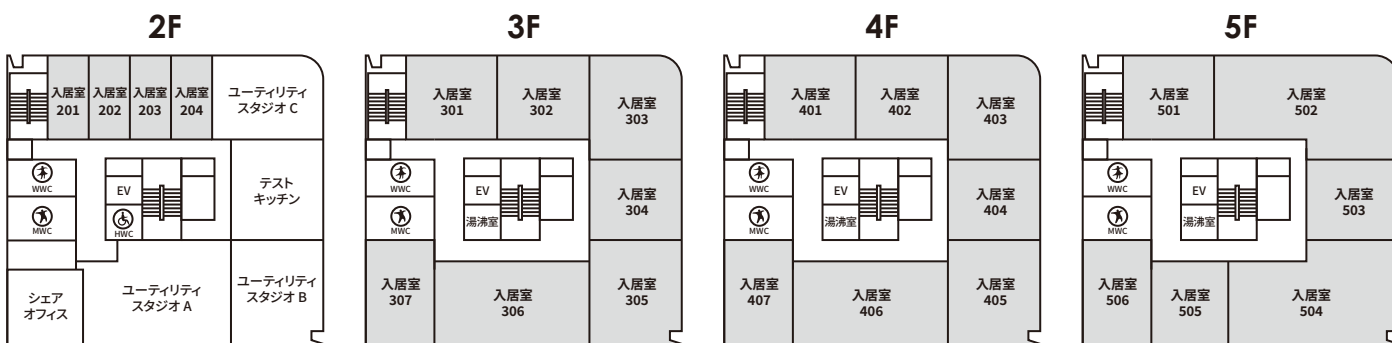 2F
入居室
201
入居室
202
入居室
203
入居室
204
ユーティリティ
スタジオ C
WWC
EV
テスト
キッチン
MWC
HWC
シェア
オフィス
ユーティリティ
スタジオ A
ユーティリティ
スタジオ B
3F
入居室
301
入居室
302
入居室
303
WWC
EV
入居室
304
MWC
湯沸室
入居室
307
入居室
306
入居室
305
4F
入居室
401
入居室
402
入居室
403
WWC
EV
入居室
404
MWC
湯沸室
入居室
407
入居室
406
入居室
405
5F
入居室
501
入居室
502
WWC
EV
入居室
503
MWC
湯沸室
入居室
506
入居室
505
入居室
504